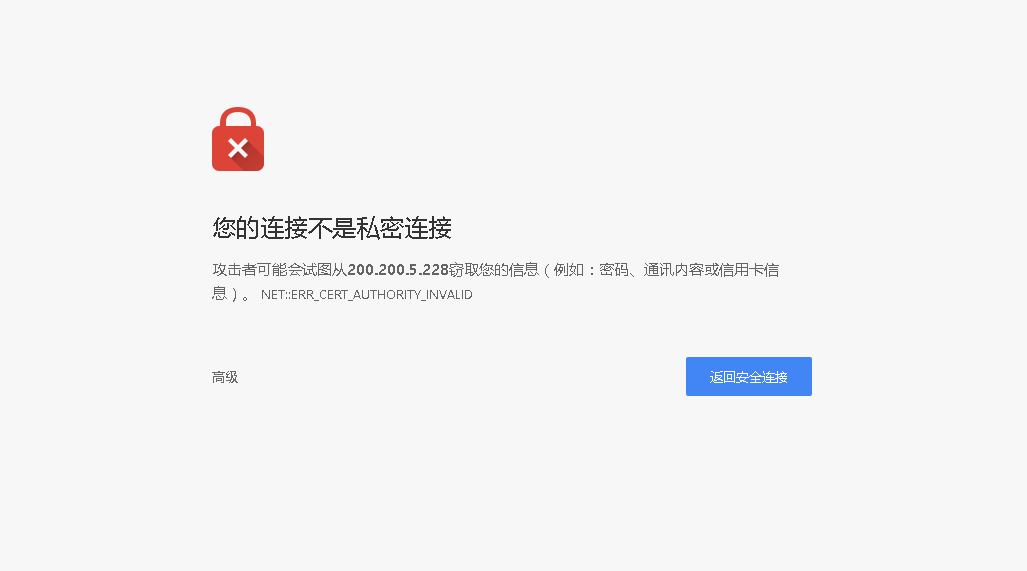 您的连接不是私密连接
攻击者可能会试图从200.200.5.228窃取您的信息（例如：密码、通讯内容或信用卡信
息）。 NET::ERR_CERT_AUTHORITY_INVALID
高级
返回安全连接